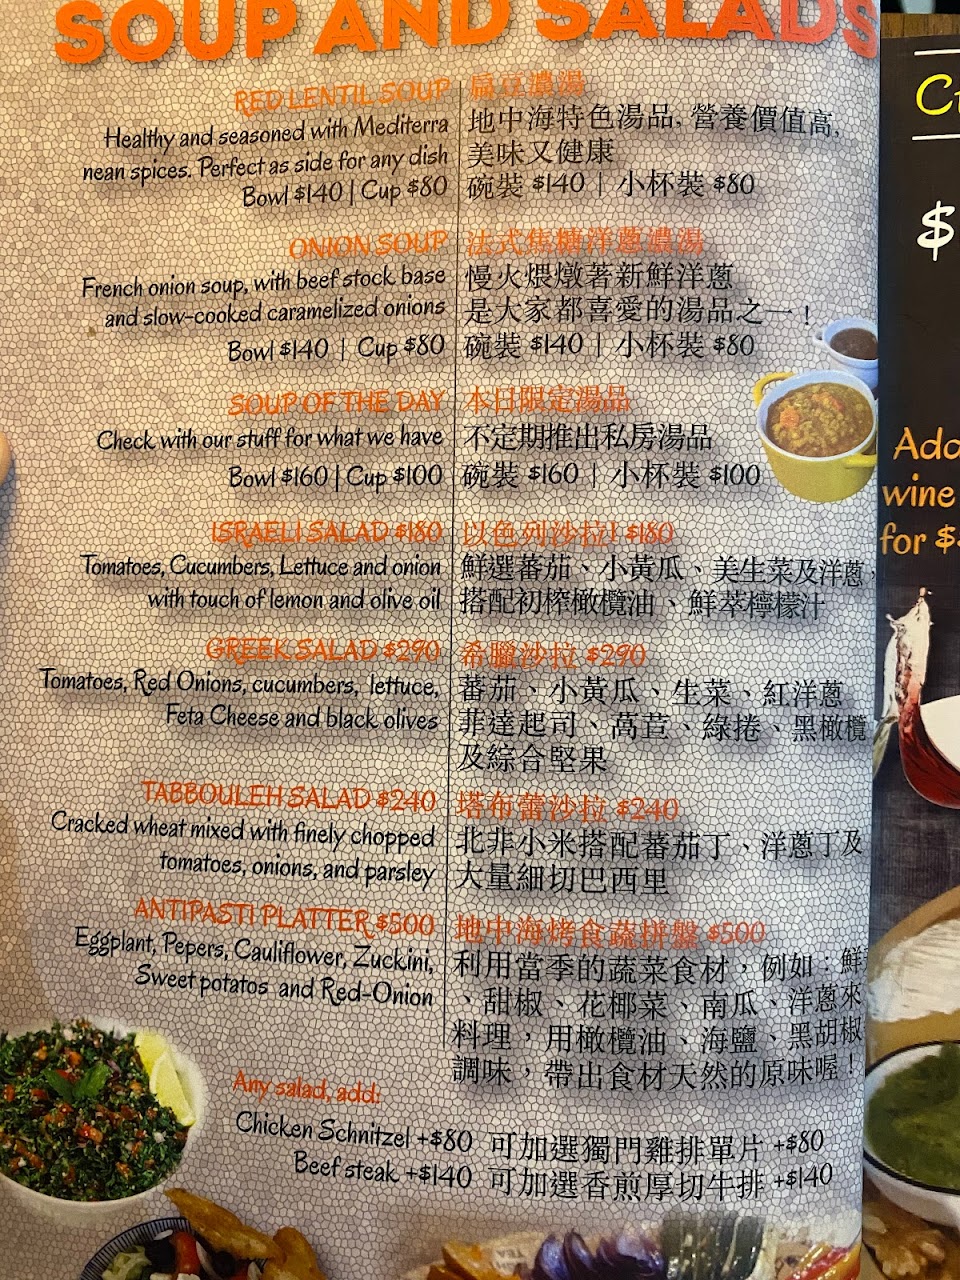 SOUP AND SALADS
RED LENTIL SOUP
Healthy and seasoned with Mediterra
nean spices. Perfect as side for any dish
Bowl $140 | Cup $80
扁豆濃湯
地中海特色湯品, 營養價值高,
美味又健康
碗裝 $140 | 小杯裝 $80
ONION SOUP
French onion soup, with beef stock base
and slow-cooked caramelized onions
Bowl $140 | Cup $80
法式焦糖洋蔥濃湯
慢火煨燉著新鮮洋蔥
是大家都喜愛的湯品之一！
碗裝 $140 | 小杯裝 $80
SOUP OF THE DAY
Check with our stuff for what we have
Bowl $160 | Cup $100
本日限定湯品
不定期推出私房湯品
碗裝 $160 | 小杯裝 $100
ISRAELI SALAD $180
Tomatoes, Cucumbers, Lettuce and onion
with touch of lemon and olive oil
以色列沙拉! $180
鮮選蕃茄、小黃瓜、美生菜及洋蔥，
搭配初榨橄欖油、鮮萃檸檬汁
GREEK SALAD $290
Tomatoes, Red Onions, cucumbers, lettuce,
Feta Cheese and black olives
希臘沙拉 $290
蕃茄、小黃瓜、生菜、紅洋蔥
菲達起司、萵苣、綠捲、黑橄欖
及綜合堅果
TABBOULEH SALAD $240
Cracked wheat mixed with finely chopped
tomatoes, onions, and parsley
塔布蕾沙拉 $240
北非小米搭配蕃茄丁、洋蔥丁及
大量細切巴西里
ANTIPASTI PLATTER $500
Eggplant, Pepers, Cauliflower, Zuckini,
Sweet potatos and Red-Onion
地中海烤食蔬拼盤 $500
利用當季的蔬菜食材，例如：鮮
、甜椒、花椰菜、南瓜、洋蔥來
料理，用橄欖油、海鹽、黑胡椒
調味，帶出食材天然的原味喔！
Any salad, add:
Chicken Schnitzel +$80 可加選獨門雞排單片 +$80
Beef steak +$140 可加選香煎厚切牛排 +$140
$
Add
wine
for $